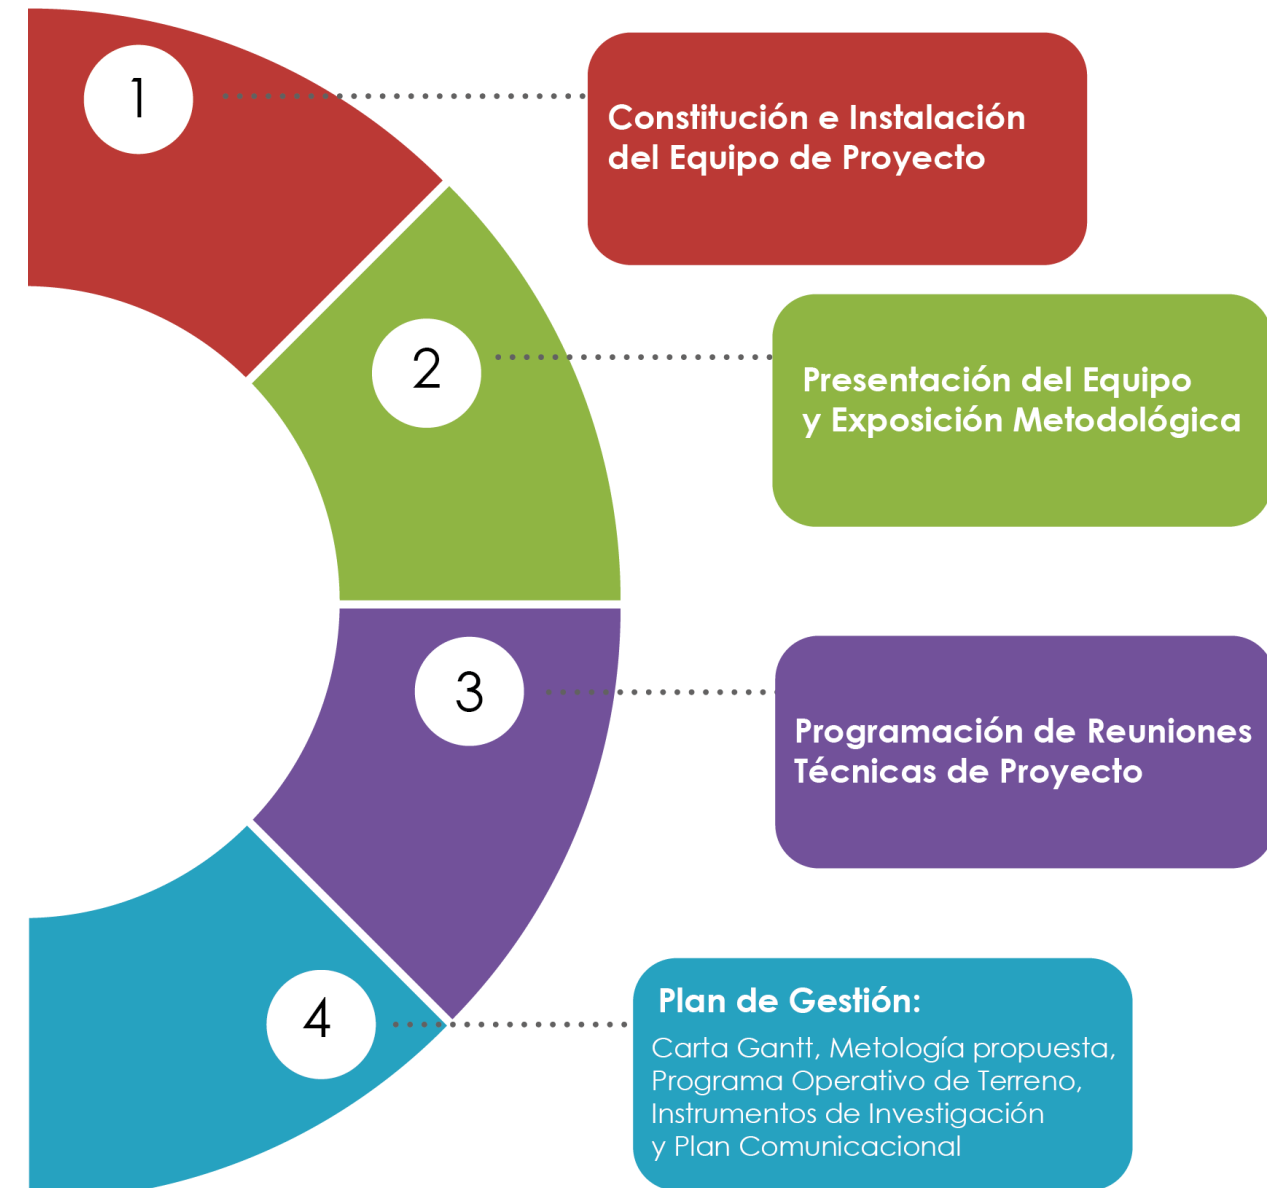 1
Constitución e Instalación
del Equipo de Proyecto
2
Presentación del Equipo
y Exposición Metodológica
3
Programación de Reuniones
Técnicas de Proyecto
4
Plan de Gestión:
Carta Gantt, Metología propuesta,
Programa Operativo de Terreno,
Instrumentos de Investigación
y Plan Comunicacional